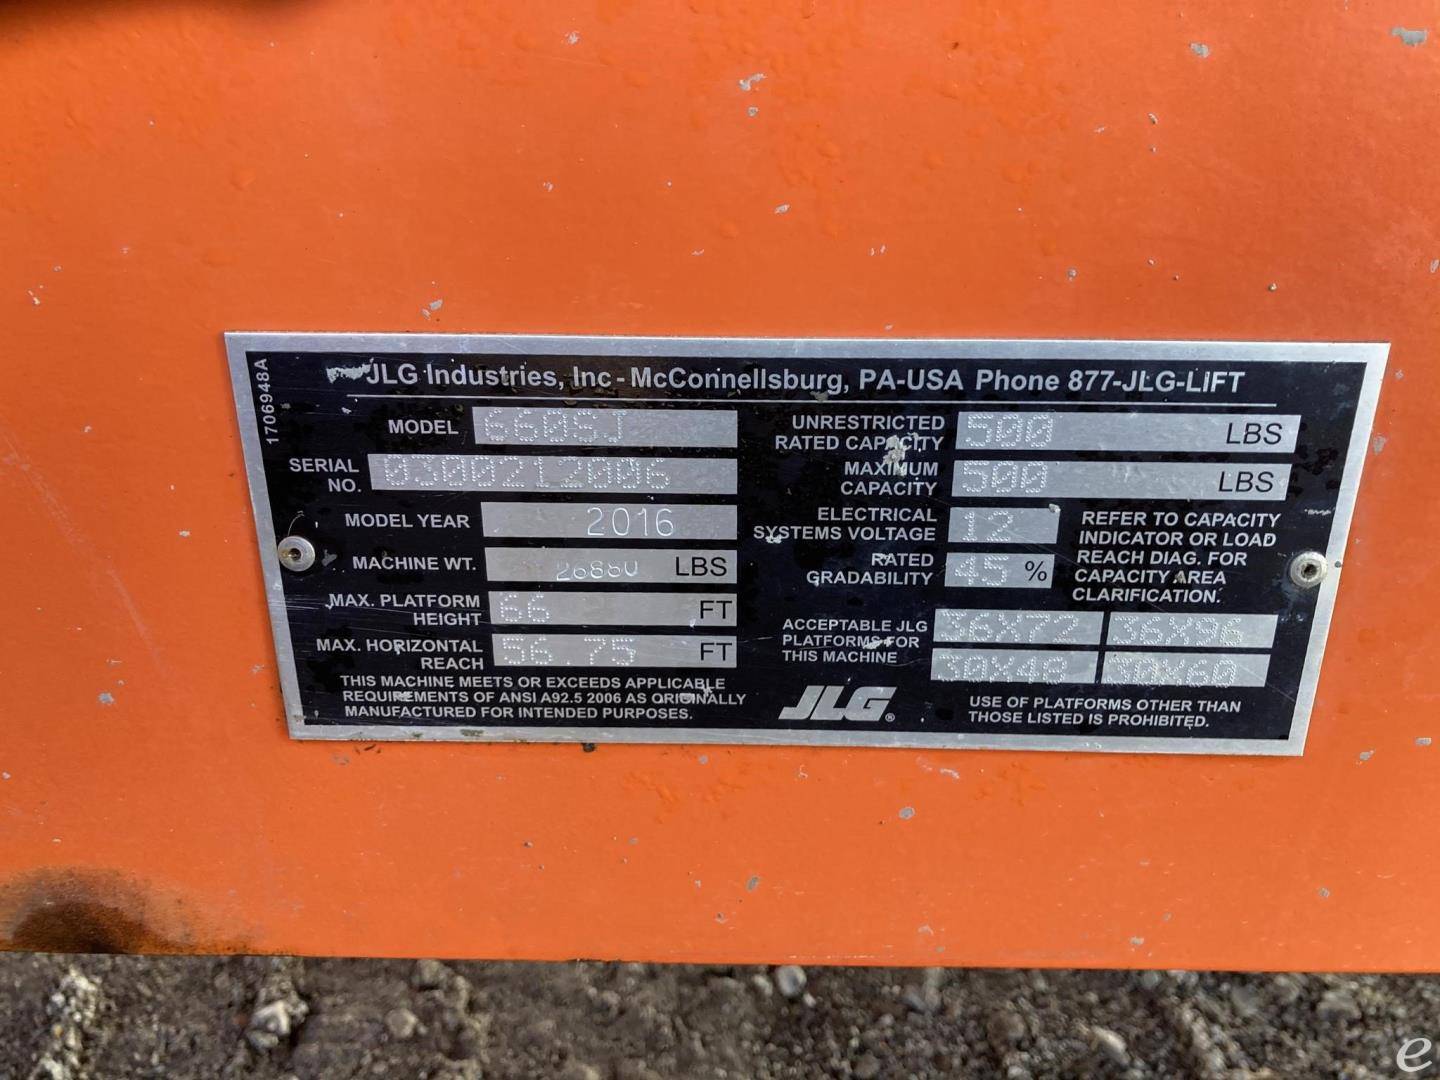 1706948A
JLG Industries, Inc - McConnellsburg, PA-USA Phone 877-JLG-LIFT
MODEL 660SJ
SERIAL NO. 0300212006
MODEL YEAR 2016
MACHINE WT. 26880 LBS
MAX. PLATFORM HEIGHT 66 FT
MAX. HORIZONTAL REACH 56.75 FT
THIS MACHINE MEETS OR EXCEEDS APPLICABLE
REQUIREMENTS OF ANSI A92.5 2006 AS ORIGINALLY
MANUFACTURED FOR INTENDED PURPOSES.
UNRESTRICTED
RATED CAPACITY 500 LBS
MAXIMUM
CAPACITY 500 LBS
ELECTRICAL
SYSTEMS VOLTAGE 12
RATED
GRADABILITY 45 %
REFER TO CAPACITY
INDICATOR OR LOAD
REACH DIAG. FOR
CAPACITY AREA
CLARIFICATION.
ACCEPTABLE JLG
PLATFORMS FOR
THIS MACHINE
36X72 36X96
30X48 30X60
JLG®
USE OF PLATFORMS OTHER THAN
THOSE LISTED IS PROHIBITED.
e